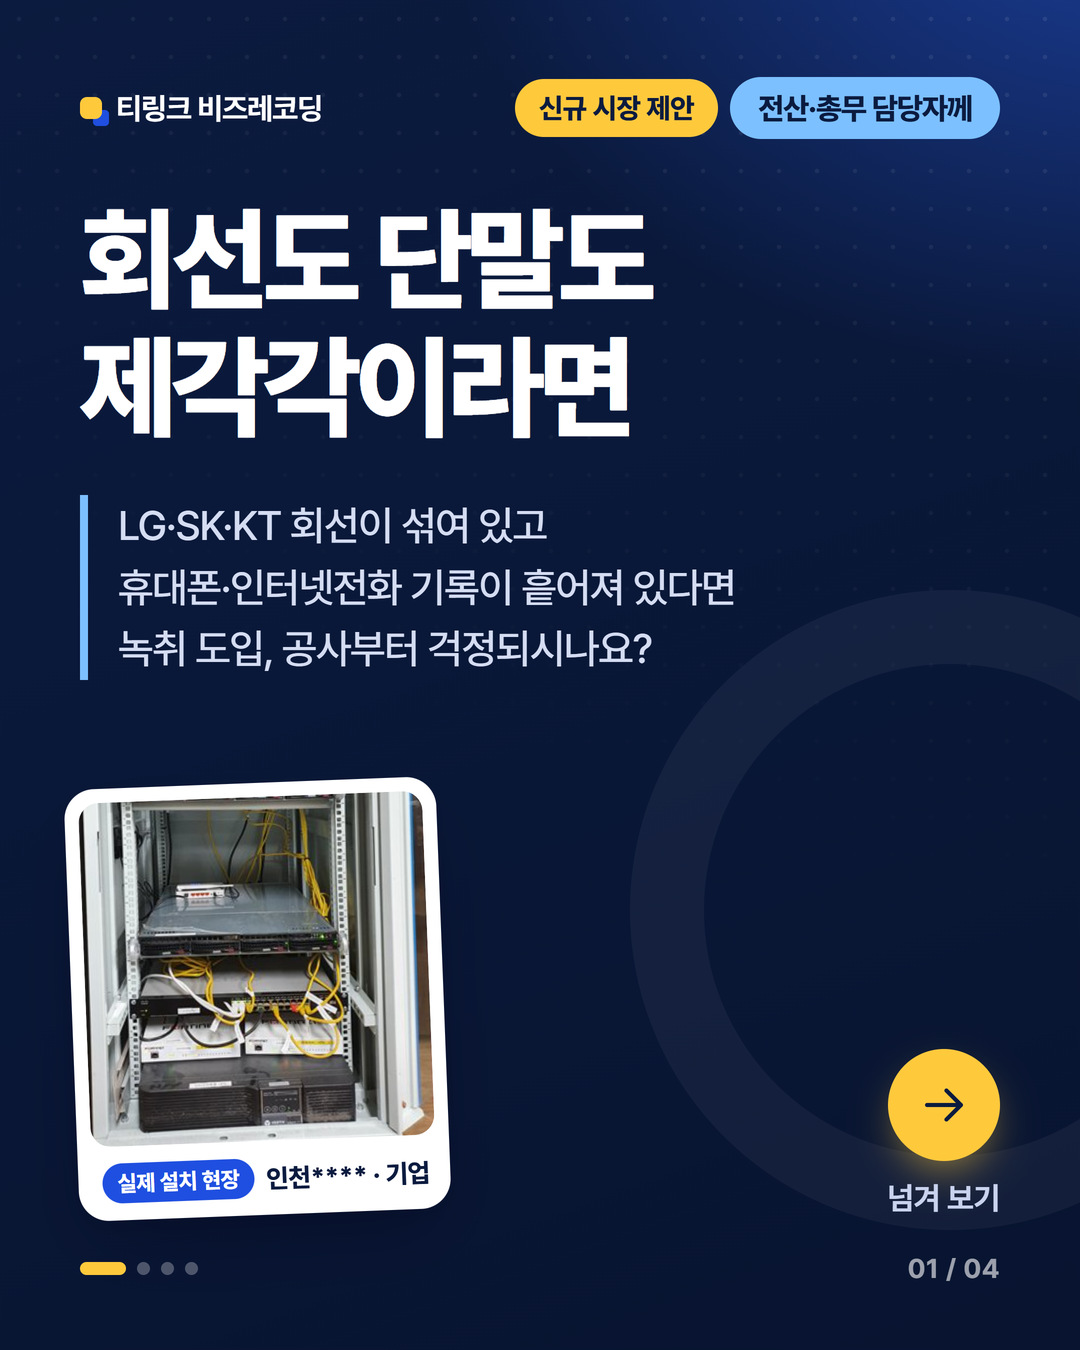 티링크 비즈레코딩
신규 시장 제안
전산·총무 담당자께
회선도 단말도
제각각이라면
LG·SK·KT 회선이 섞여 있고
휴대폰·인터넷전화 기록이 흩어져 있다면
녹취 도입, 공사부터 걱정되시나요?
실제 설치 현장
인천**** · 기업
넘겨 보기
01 / 04